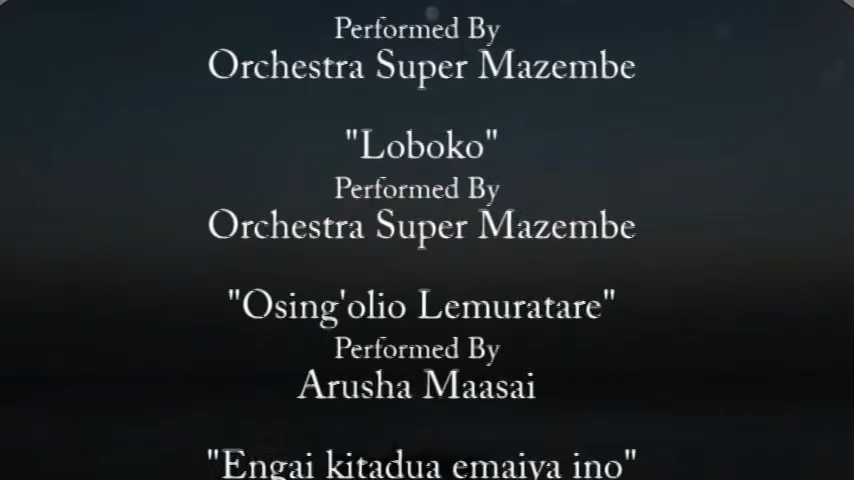 Performed By
Orchestra Super Mazembe
"Loboko"
Performed By
Orchestra Super Mazembe
"Osing'olio Lemuratare"
Performed By
Arusha Maasai
"Engai kitadua emaiya ino"